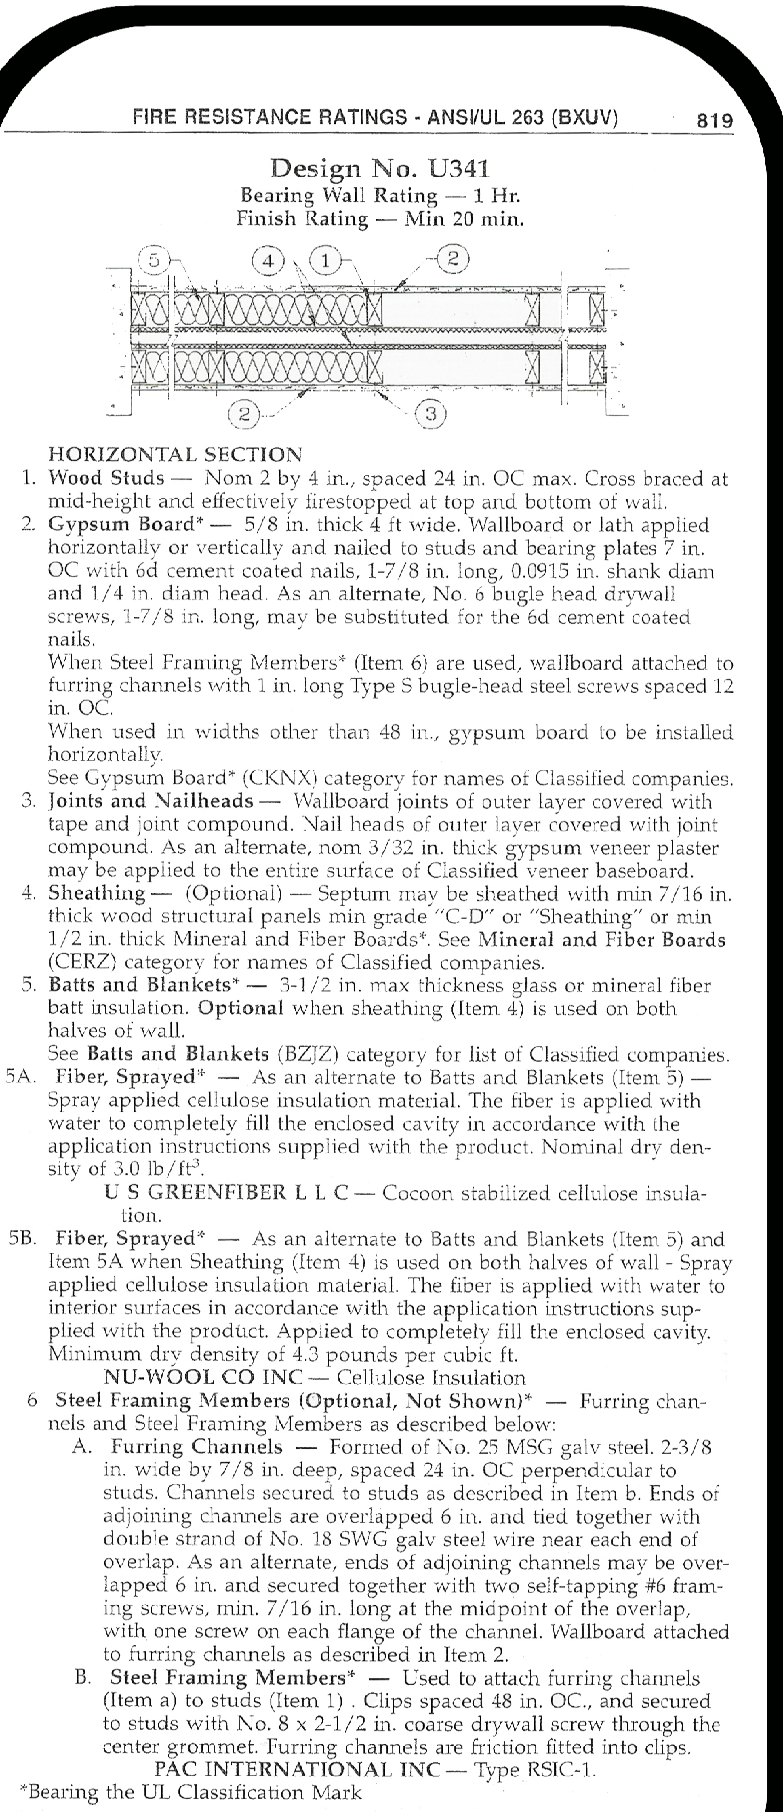 FIRE RESISTANCE RATINGS - ANSI/UL 263 (BXUV) 819
Design No. U341
Bearing Wall Rating — 1 Hr.
Finish Rating — Min 20 min.
5 4 1 2
2 3
HORIZONTAL SECTION
1. Wood Studs — Nom 2 by 4 in., spaced 24 in. OC max. Cross braced at
mid-height and effectively firestopped at top and bottom of wall.
2. Gypsum Board* — 5/8 in. thick 4 ft wide. Wallboard or lath applied
horizontally or vertically and nailed to studs and bearing plates 7 in.
OC with 6d cement coated nails, 1-7/8 in. long, 0.0915 in. shank diam
and 1/4 in. diam head. As an alternate, No. 6 bugle head drywall
screws, 1-7/8 in. long, may be substituted for the 6d cement coated
nails.
When Steel Framing Members* (Item 6) are used, wallboard attached to
furring channels with 1 in. long Type S bugle-head steel screws spaced 12
in. OC.
When used in widths other than 48 in., gypsum board to be installed
horizontally.
See Gypsum Board* (CKNX) category for names of Classified companies.
3. Joints and Nailheads — Wallboard joints of outer layer covered with
tape and joint compound. Nail heads of outer layer covered with joint
compound. As an alternate, nom 3/32 in. thick gypsum veneer plaster
may be applied to the entire surface of Classified veneer baseboard.
4. Sheathing — (Optional) — Septum may be sheathed with min 7/16 in.
thick wood structural panels min grade "C-D" or "Sheathing" or min
1/2 in. thick Mineral and Fiber Boards*. See Mineral and Fiber Boards
(CERZ) category for names of Classified companies.
5. Batts and Blankets* — 3-1/2 in. max thickness glass or mineral fiber
batt insulation. Optional when sheathing (Item 4) is used on both
halves of wall.
See Batts and Blankets (BZJZ) category for list of Classified companies.
5A. Fiber, Sprayed* — As an alternate to Batts and Blankets (Item 5) —
Spray applied cellulose insulation material. The fiber is applied with
water to completely fill the enclosed cavity in accordance with the
application instructions supplied with the product. Nominal dry den-
sity of 3.0 lb/ft³.
U S GREENFIBER L L C — Cocoon stabilized cellulose insula-
tion.
5B. Fiber, Sprayed* — As an alternate to Batts and Blankets (Item 5) and
Item 5A when Sheathing (Item 4) is used on both halves of wall - Spray
applied cellulose insulation material. The fiber is applied with water to
interior surfaces in accordance with the application instructions sup-
plied with the product. Applied to completely fill the enclosed cavity.
Minimum dry density of 4.3 pounds per cubic ft.
NU-WOOL CO INC — Cellulose Insulation
6 Steel Framing Members (Optional, Not Shown)* — Furring chan-
nels and Steel Framing Members as described below:
A. Furring Channels — Formed of No. 25 MSG galv steel. 2-3/8
in. wide by 7/8 in. deep, spaced 24 in. OC perpendicular to
studs. Channels secured to studs as described in Item b. Ends of
adjoining channels are overlapped 6 in. and tied together with
double strand of No. 18 SWG galv steel wire near each end of
overlap. As an alternate, ends of adjoining channels may be over-
lapped 6 in. and secured together with two self-tapping #6 fram-
ing screws, min. 7/16 in. long at the midpoint of the overlap,
with one screw on each flange of the channel. Wallboard attached
to furring channels as described in Item 2.
B. Steel Framing Members* — Used to attach furring channels
(Item a) to studs (Item 1) . Clips spaced 48 in. OC., and secured
to studs with No. 8 x 2-1/2 in. coarse drywall screw through the
center grommet. Furring channels are friction fitted into clips.
PAC INTERNATIONAL INC — Type RSIC-1.
*Bearing the UL Classification Mark